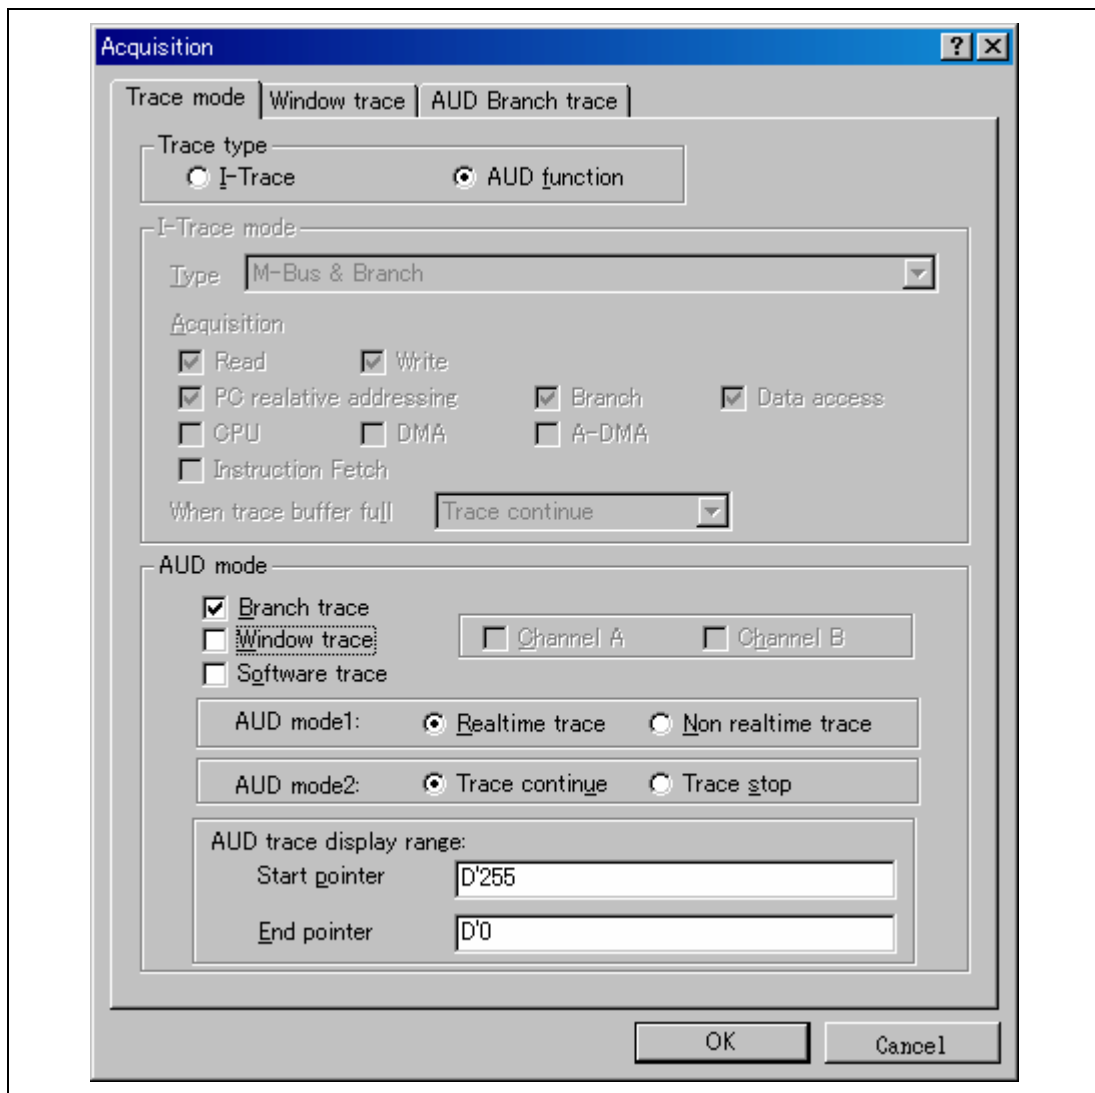 Acquisition
Trace mode Window trace AUD Branch trace
Trace type
I-Trace AUD function
I-Trace mode
Type M-Bus & Branch
Acquisition
Read Write
PC realative addressing Branch Data access
CPU DMA A-DMA
Instruction Fetch
When trace buffer full Trace continue
AUD mode
Branch trace
Window trace Channel A Channel B
Software trace
AUD mode1: Realtime trace Non realtime trace
AUD mode2: Trace continue Trace stop
AUD trace display range:
Start pointer D'255
End pointer D'0
OK Cancel